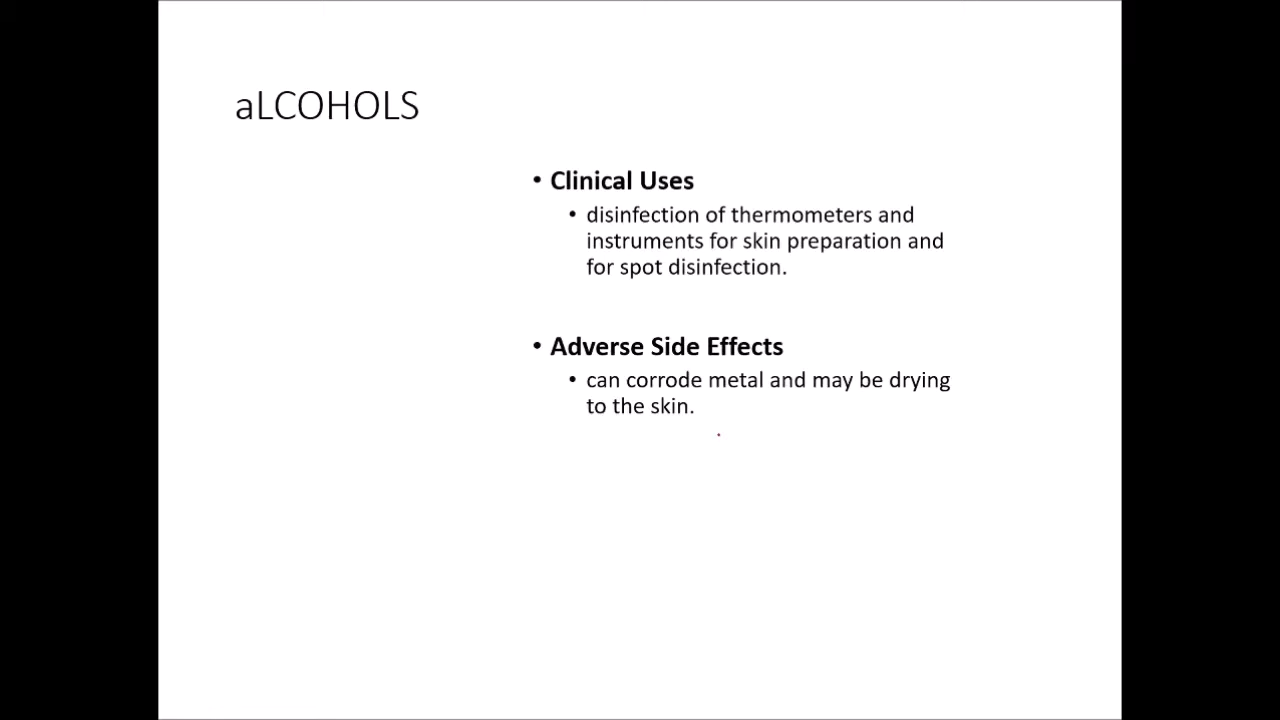 aLCOHOLS
• Clinical Uses
• disinfection of thermometers and
instruments for skin preparation and
for spot disinfection.
• Adverse Side Effects
• can corrode metal and may be drying
to the skin.